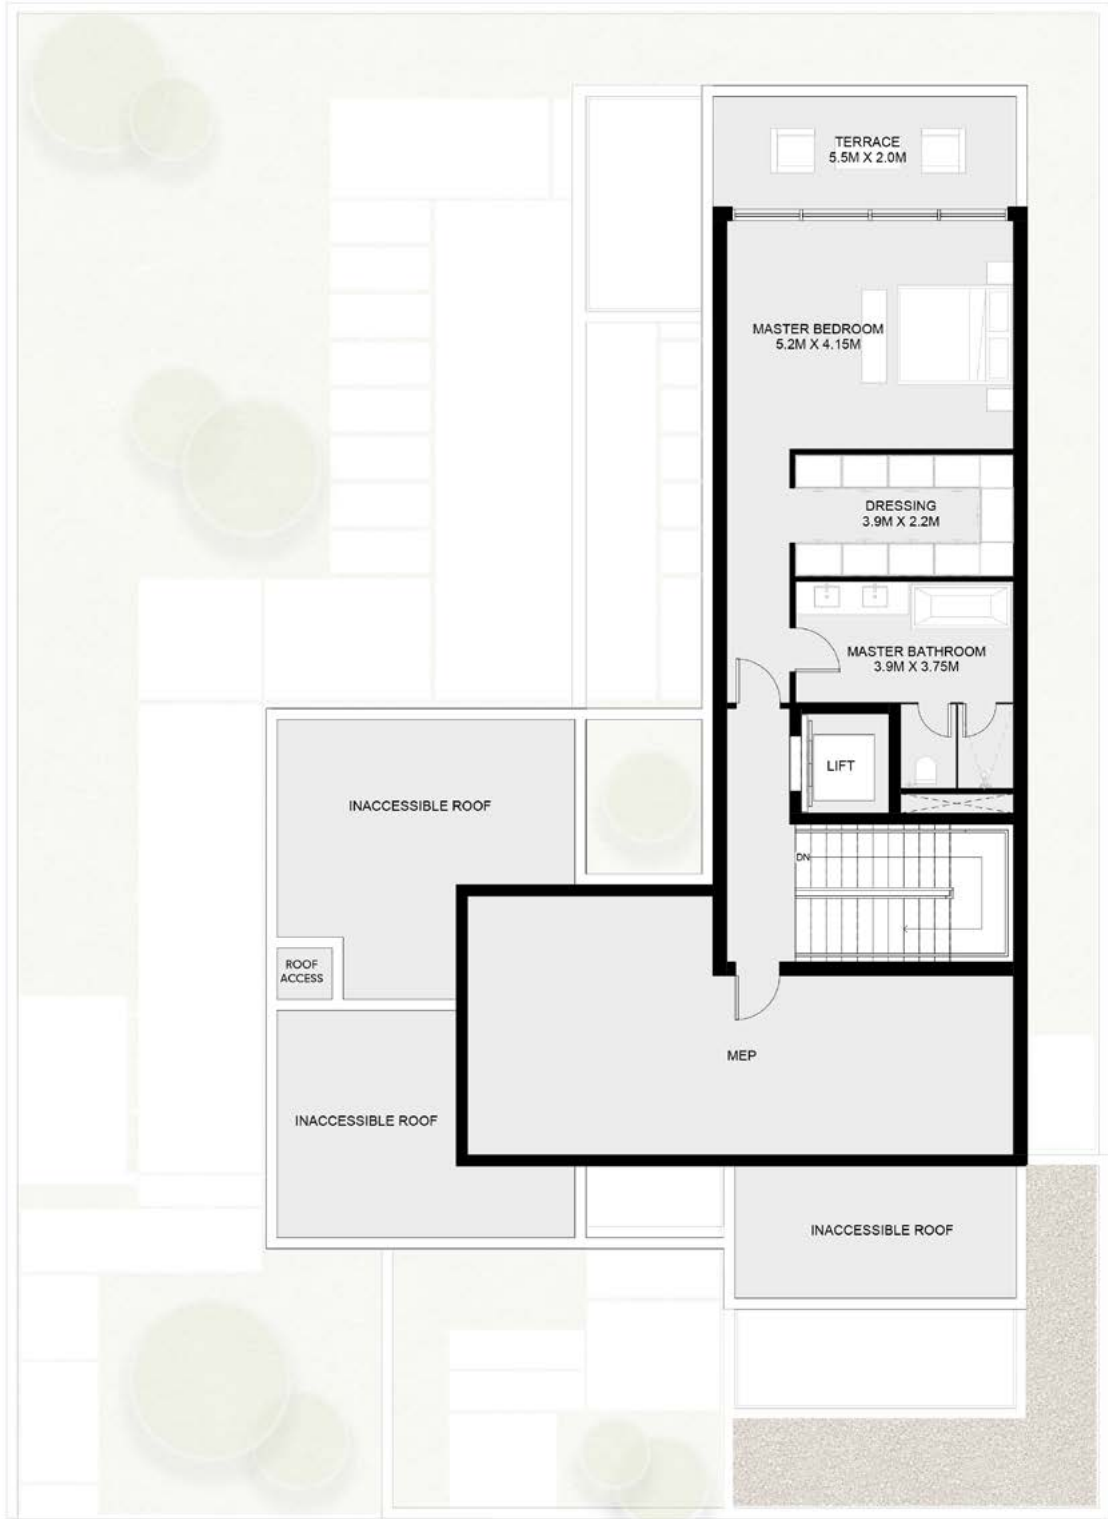 TERRACE
5.5M X 2.0M
MASTER BEDROOM
5.2M X 4.15M
DRESSING
3.9M X 2.2M
MASTER BATHROOM
3.9M X 3.75M
LIFT
INACCESSIBLE ROOF
DN
ROOF
ACCESS
MEP
INACCESSIBLE ROOF
INACCESSIBLE ROOF